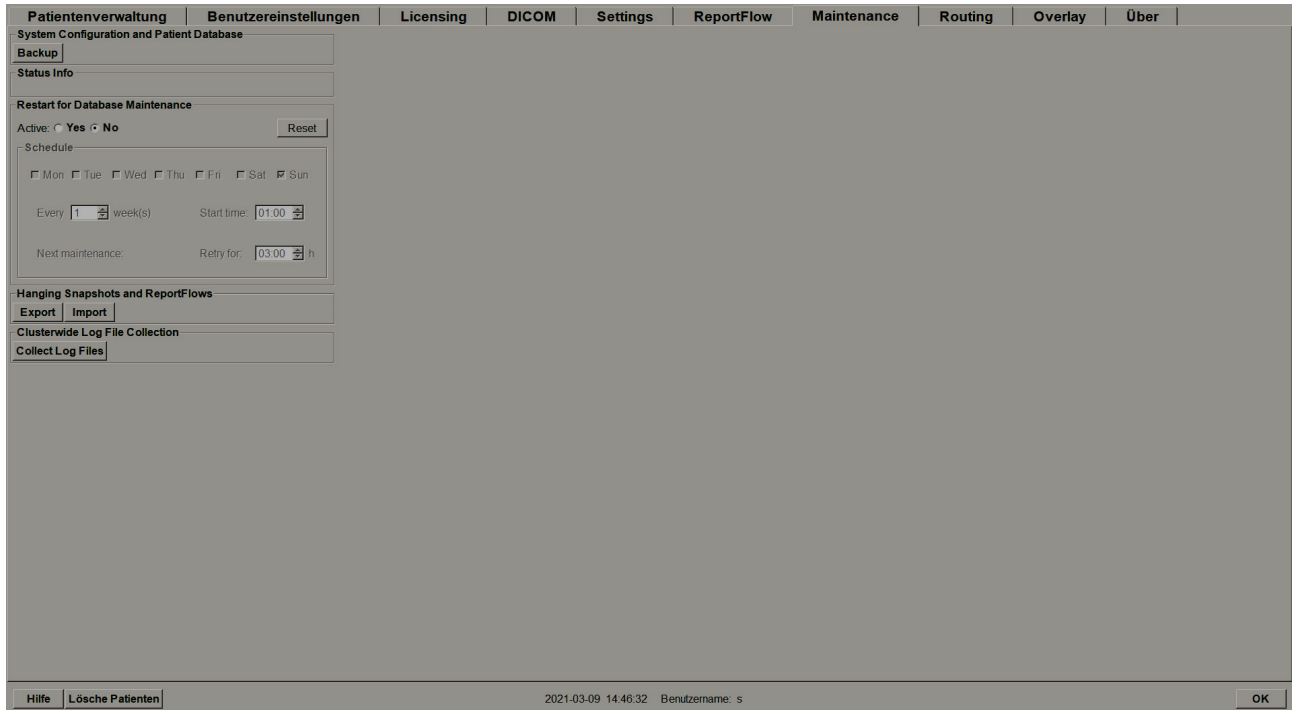 Patientenverwaltung Benutzereinstellungen Licensing DICOM Settings ReportFlow Maintenance Routing Overlay Über
System Configuration and Patient Database
Backup
Status Info
Restart for Database Maintenance
Active: Yes No Reset
Schedule
Mon Tue Wed Thu Fri Sat Sun
Every 1 week(s) Start time: 01:00
Next maintenance: Retry for: 03:00 h
Hanging Snapshots and ReportFlows
Export Import
Clusterwide Log File Collection
Collect Log Files
Hilfe Lösche Patienten 2021-03-09 14:46:32 Benutzername: s OK